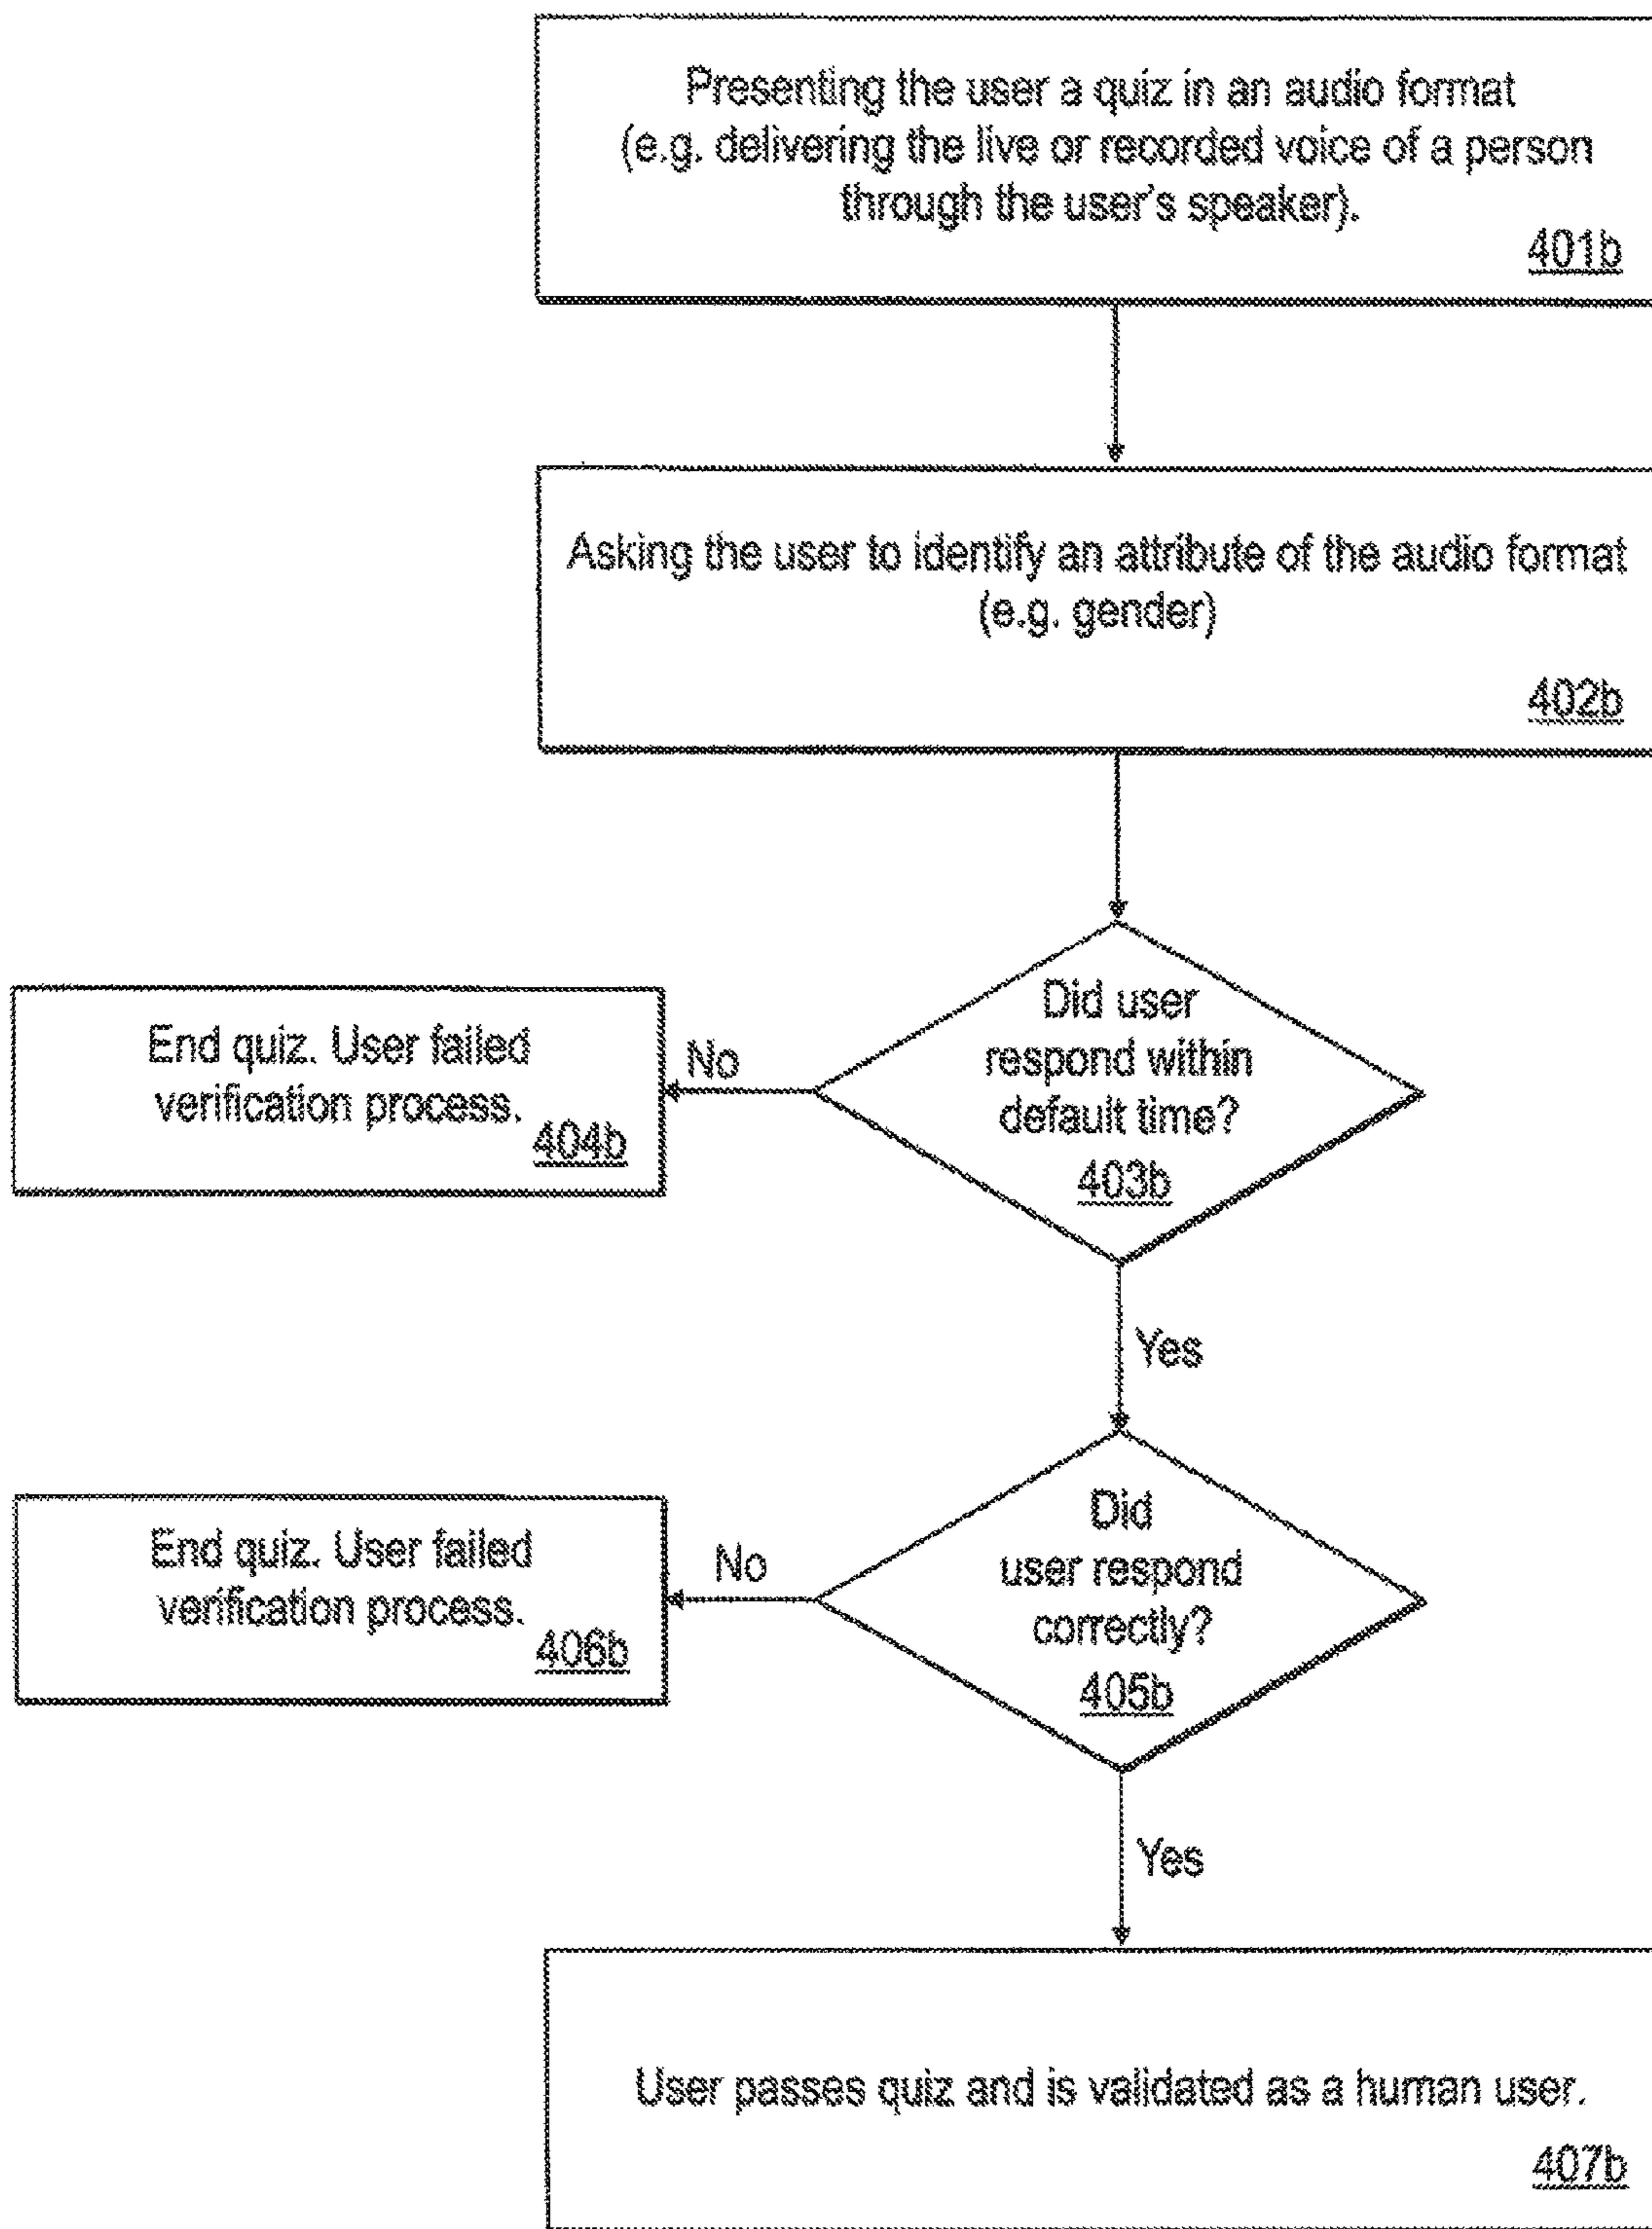 Presenting the user a quiz in an audio format
(e.g. delivering the live or recorded voice of a person
through the user's speaker).
401b
Asking the user to identify an attribute of the audio format
(e.g. gender)
402b
Did user
respond within
default time?
403b
No
End quiz. User failed
verification process.
404b
Yes
Did
user respond
correctly?
405b
No
End quiz. User failed
verification process.
406b
Yes
User passes quiz and is validated as a human user.
407b